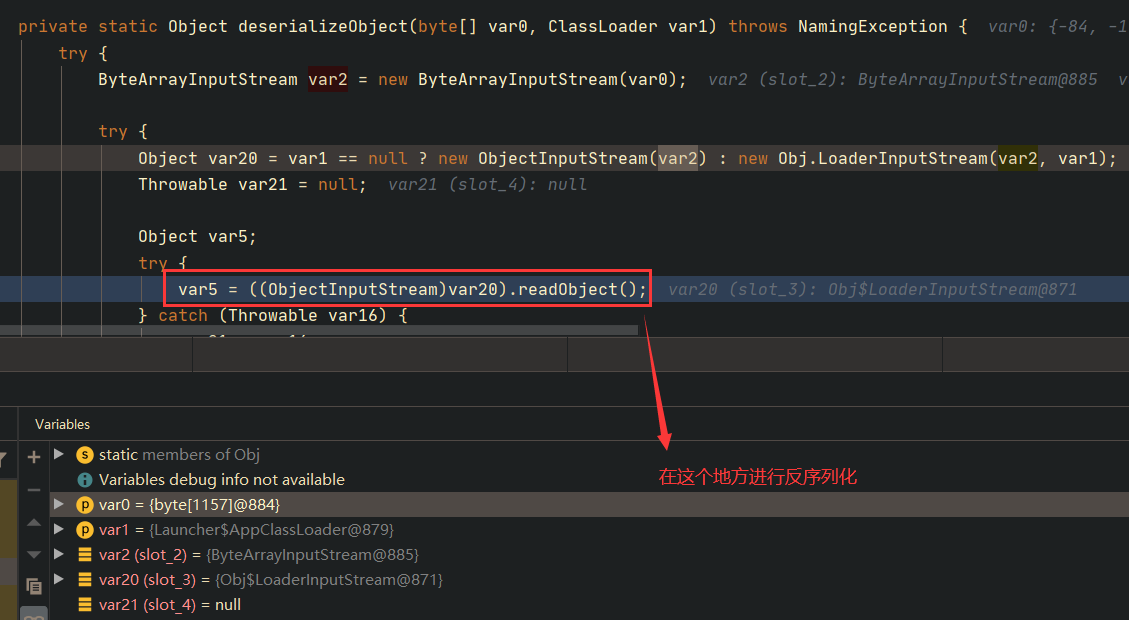 private static Object deserializeObject(byte[] var0, ClassLoader var1) throws NamingException {  var0: {-84, -1
try {
ByteArrayInputStream var2 = new ByteArrayInputStream(var0);  var2 (slot_2): ByteArrayInputStream@885  v
try {
Object var20 = var1 == null ? new ObjectInputStream(var2) : new Obj.LoaderInputStream(var2, var1);
Throwable var21 = null;  var21 (slot_4): null
Object var5;
try {
var5 = ((ObjectInputStream)var20).readObject();  var20 (slot_3): Obj$LoaderInputStream@871
} catch (Throwable var16) {
Variables
static members of Obj
Variables debug info not available
var0 = {byte[1157]@884}
var1 = {Launcher$AppClassLoader@879}
var2 (slot_2) = {ByteArrayInputStream@885}
var20 (slot_3) = {Obj$LoaderInputStream@871}
var21 (slot_4) = null
在这个地方进行反序列化